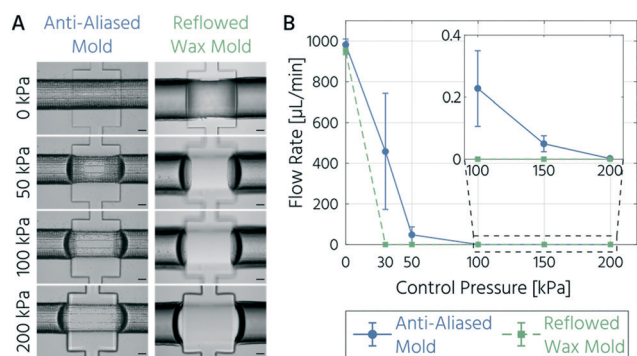 A
Anti-Aliased
Mold
Reflowed
Wax Mold
0 kPa
50 kPa
100 kPa
200 kPa
B
Flow Rate [µL/min]
1000
800
600
400
200
0
0
30
50
100
150
200
Control Pressure [kPa]
0.4
0.2
0
100
150
200
Anti-Aliased
Mold
Reflowed
Wax Mold